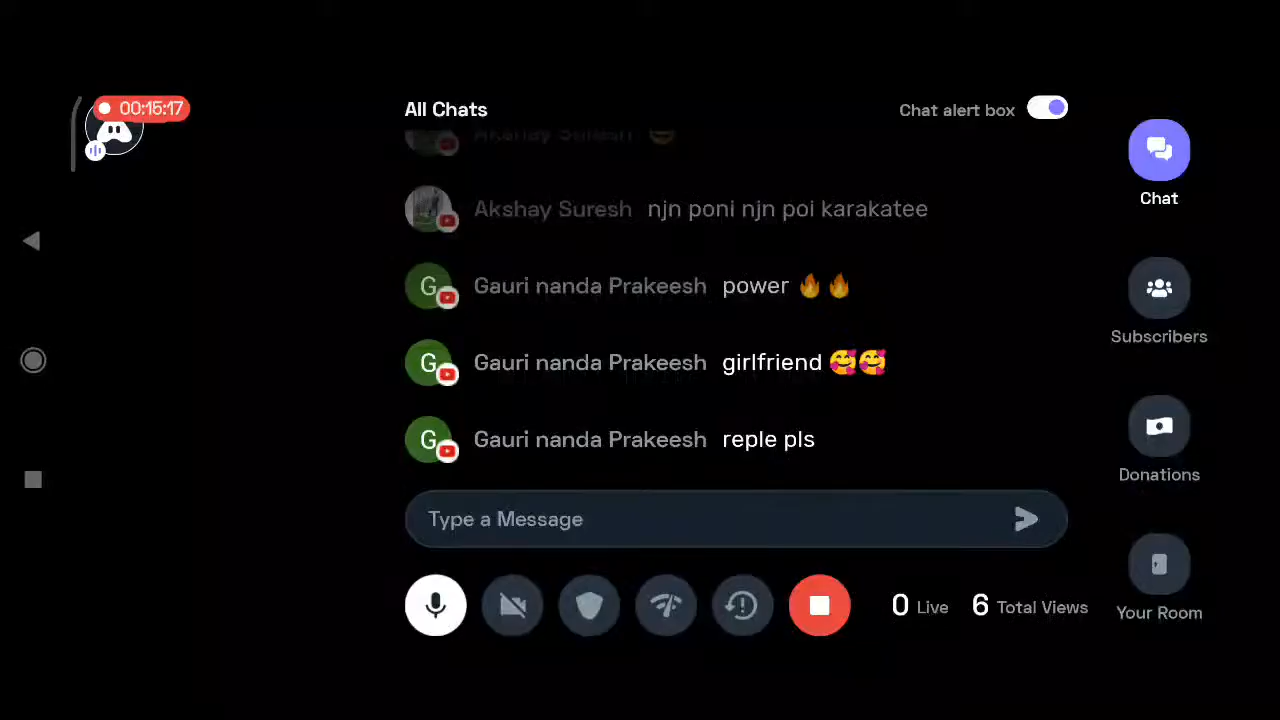 00:15:17
All Chats
Chat alert box
Akshay Suresh 😄
Akshay Suresh njn poni njn poi karakatee
G Gauri nanda Prakeesh power 🔥🔥
G Gauri nanda Prakeesh girlfriend 🥰🥰
G Gauri nanda Prakeesh reple pls
Type a Message
0 Live 6 Total Views
Chat
Subscribers
Donations
Your Room